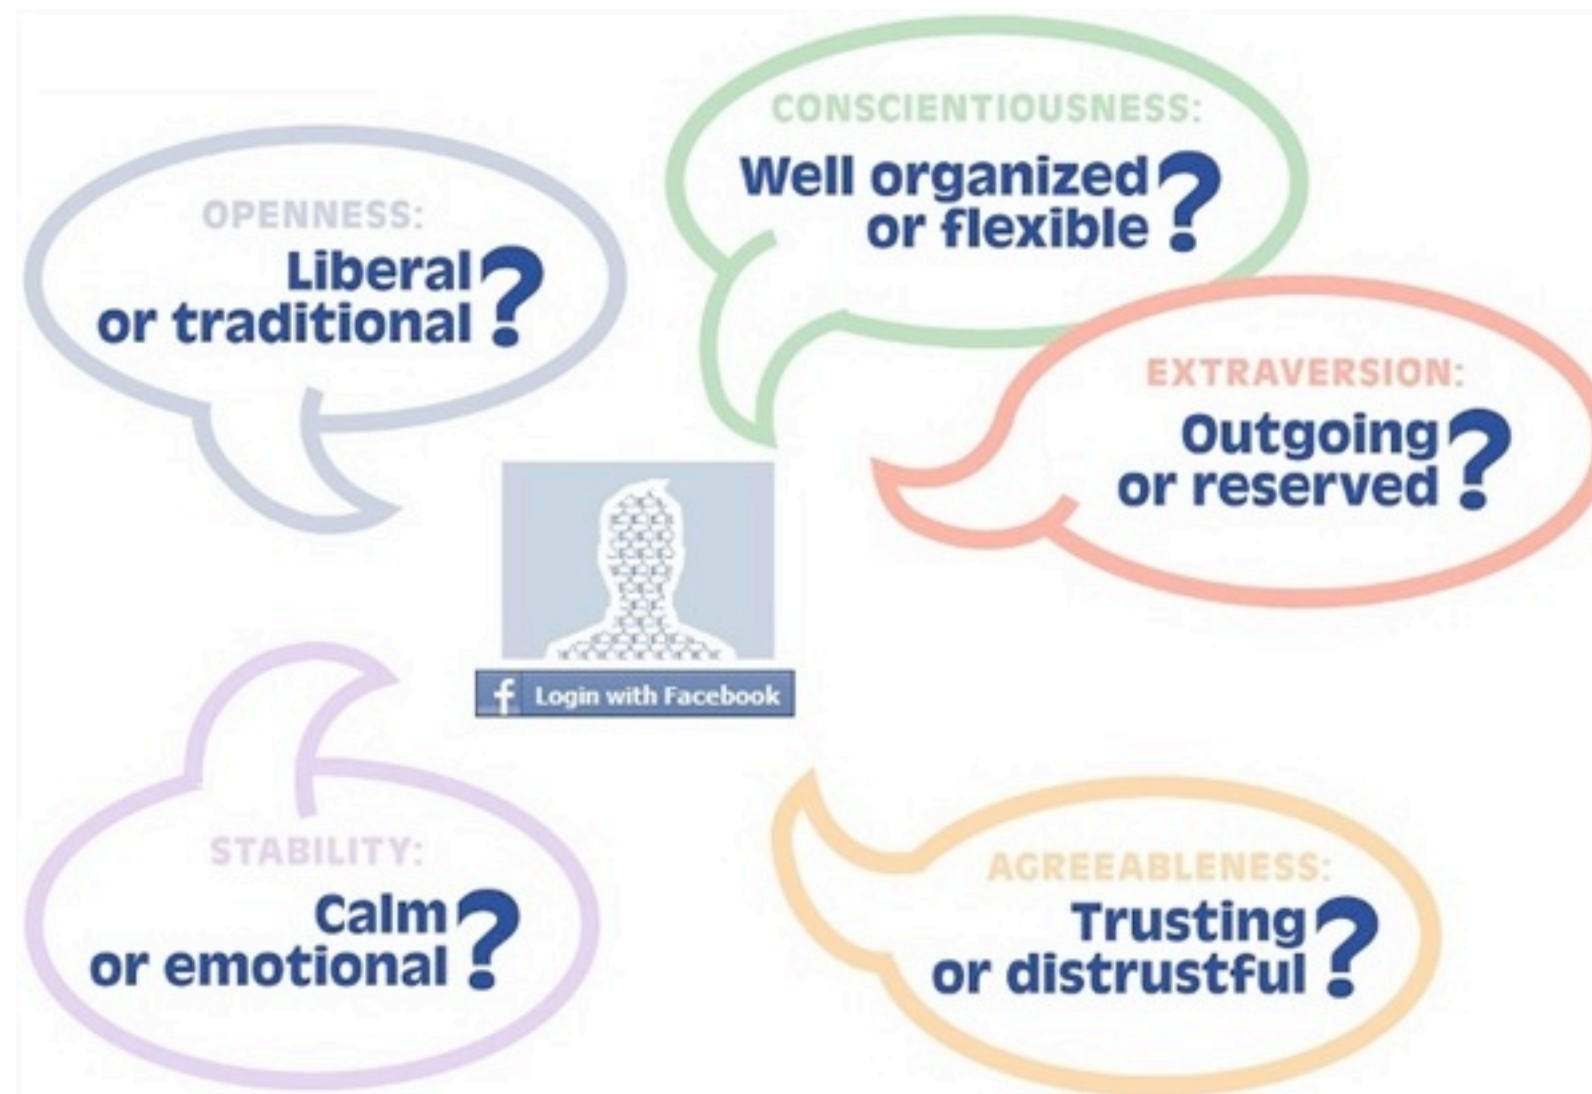 CONSCIENTIOUSNESS:
Well organized
or flexible ?
OPENNESS:
Liberal
or traditional ?
EXTRAVERSION:
Outgoing
or reserved ?
f Login with Facebook
STABILITY:
Calm
or emotional ?
AGREEABLENESS:
Trusting
or distrustful ?